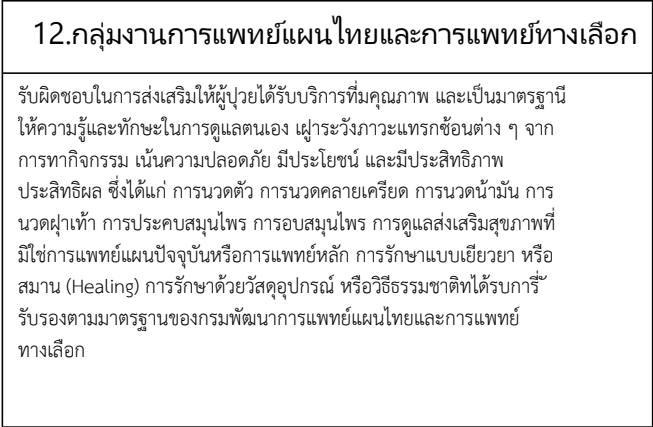 12.กลุ่มงานการแพทย์แผนไทยและการแพทย์ทางเลือก
รับผิดชอบในการส่งเสริมให้ผู้ปุวยได้รับบริการที่มคุณภาพ และเป็นมาตรฐานี
ให้ความรู้และทักษะในการดูแลตนเอง เฝูาระวังภาวะแทรกซ้อนต่าง ๆ จาก
การทากิจกรรม เน้นความปลอดภัย มีประโยชน์ และมีประสิทธิภาพ
ประสิทธิผล ซึ่งได้แก่ การนวดตัว การนวดคลายเครียด การนวดน้ามัน การ
นวดฝุาเท้า การประคบสมุนไพร การอบสมุนไพร การดูแลส่งเสริมสุขภาพที่
มิใช่การแพทย์แผนปัจจุบันหรือการแพทย์หลัก การรักษาแบบเยียวยา หรือ
สมาน (Healing) การรักษาด้วยวัสดุอุปกรณ์ หรือวิธีธรรมชาติทได้รบการี่ ั
รับรองตามมาตรฐานของกรมพัฒนาการแพทย์แผนไทยและการแพทย์
ทางเลือก